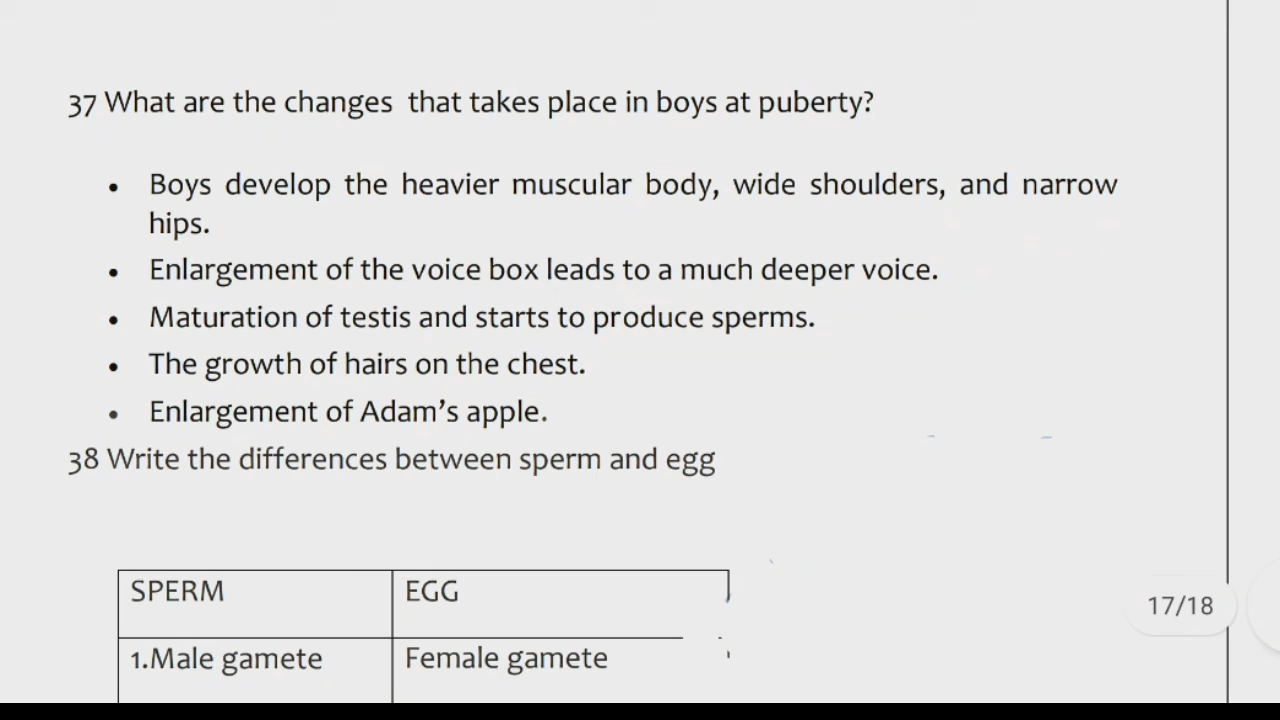 37 What are the changes that takes place in boys at puberty?
• Boys develop the heavier muscular body, wide shoulders, and narrow
hips.
• Enlargement of the voice box leads to a much deeper voice.
• Maturation of testis and starts to produce sperms.
• The growth of hairs on the chest.
• Enlargement of Adam’s apple.
38 Write the differences between sperm and egg
SPERM EGG
17/18
1.Male gamete Female gamete